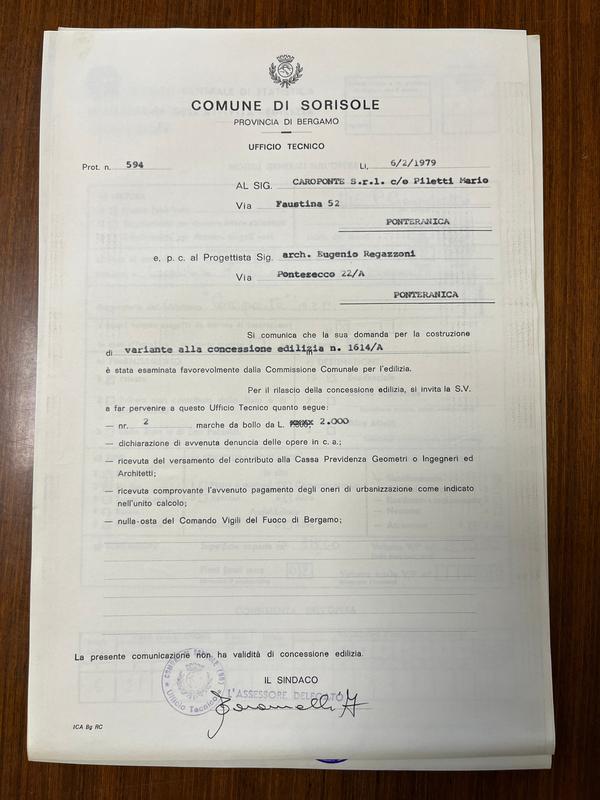 COMUNE DI SORISOLE
PROVINCIA DI BERGAMO
UFFICIO TECNICO
Prot. n. 594 Li, 6/2/1979
AL SIG. CAROPONTE S.r.l. c/o Piletti Mario
Via Faustina 52
PONTERANICA
e, p. c. al Progettista Sig. arch. Eugenio Regazzoni
Via Pontesecco 22/A
PONTERANICA
Si comunica che la sua domanda per la costruzione
di variante alla concessione edilizia n. 1614/A
è stata esaminata favorevolmente dalla Commissione Comunale per l'edilizia.
Per il rilascio della concessione edilizia, si invita la S.V.
a far pervenire a questo Ufficio Tecnico quanto segue:
— nr. 2 marche da bollo da L. 2.000
— dichiarazione di avvenuta denuncia delle opere in c. a.;
— ricevuta del versamento del contributo alla Cassa Previdenza Geometri o Ingegneri ed
Architetti;
— ricevuta comprovante l'avvenuto pagamento degli oneri di urbanizzazione come indicato
nell'unito calcolo;
— nulla-osta del Comando Vigili del Fuoco di Bergamo;
La presente comunicazione non ha validità di concessione edilizia.
IL SINDACO
L'ASSESSORE DELEGATO
Ufficio Tecnico
ICA Bg RC